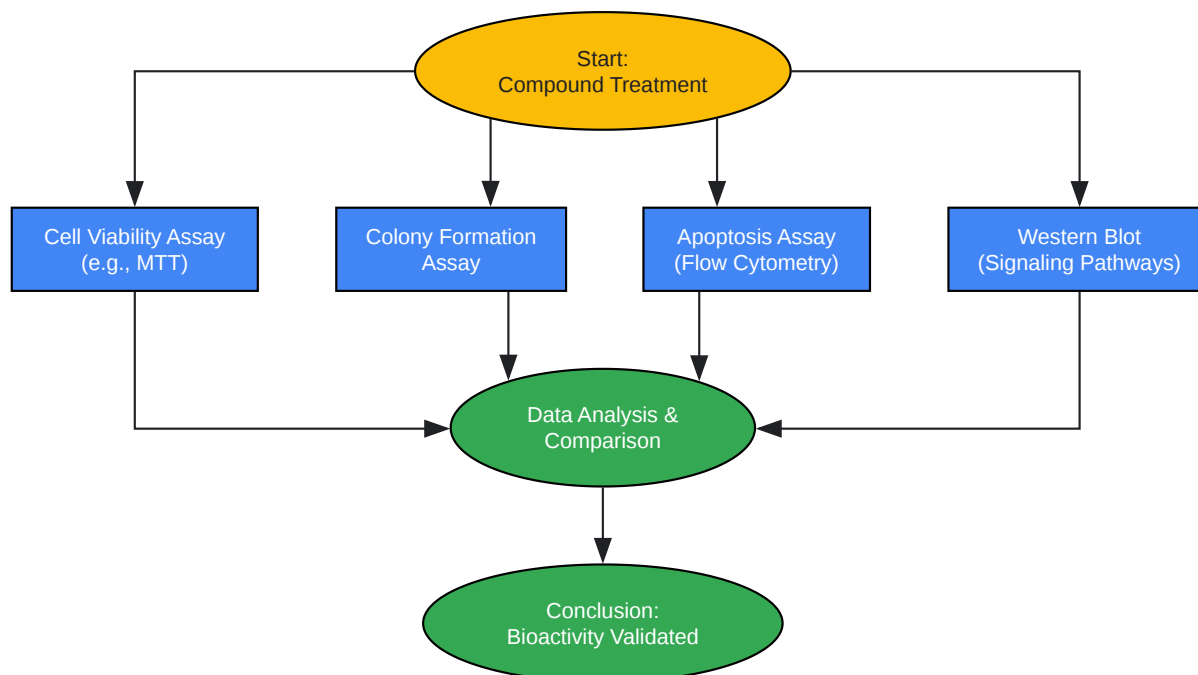 Start:
Compound Treatment
Cell Viability Assay
(e.g., MTT)
Colony Formation
Assay
Apoptosis Assay
(Flow Cytometry)
Western Blot
(Signaling Pathways)
Data Analysis &
Comparison
Conclusion:
Bioactivity Validated